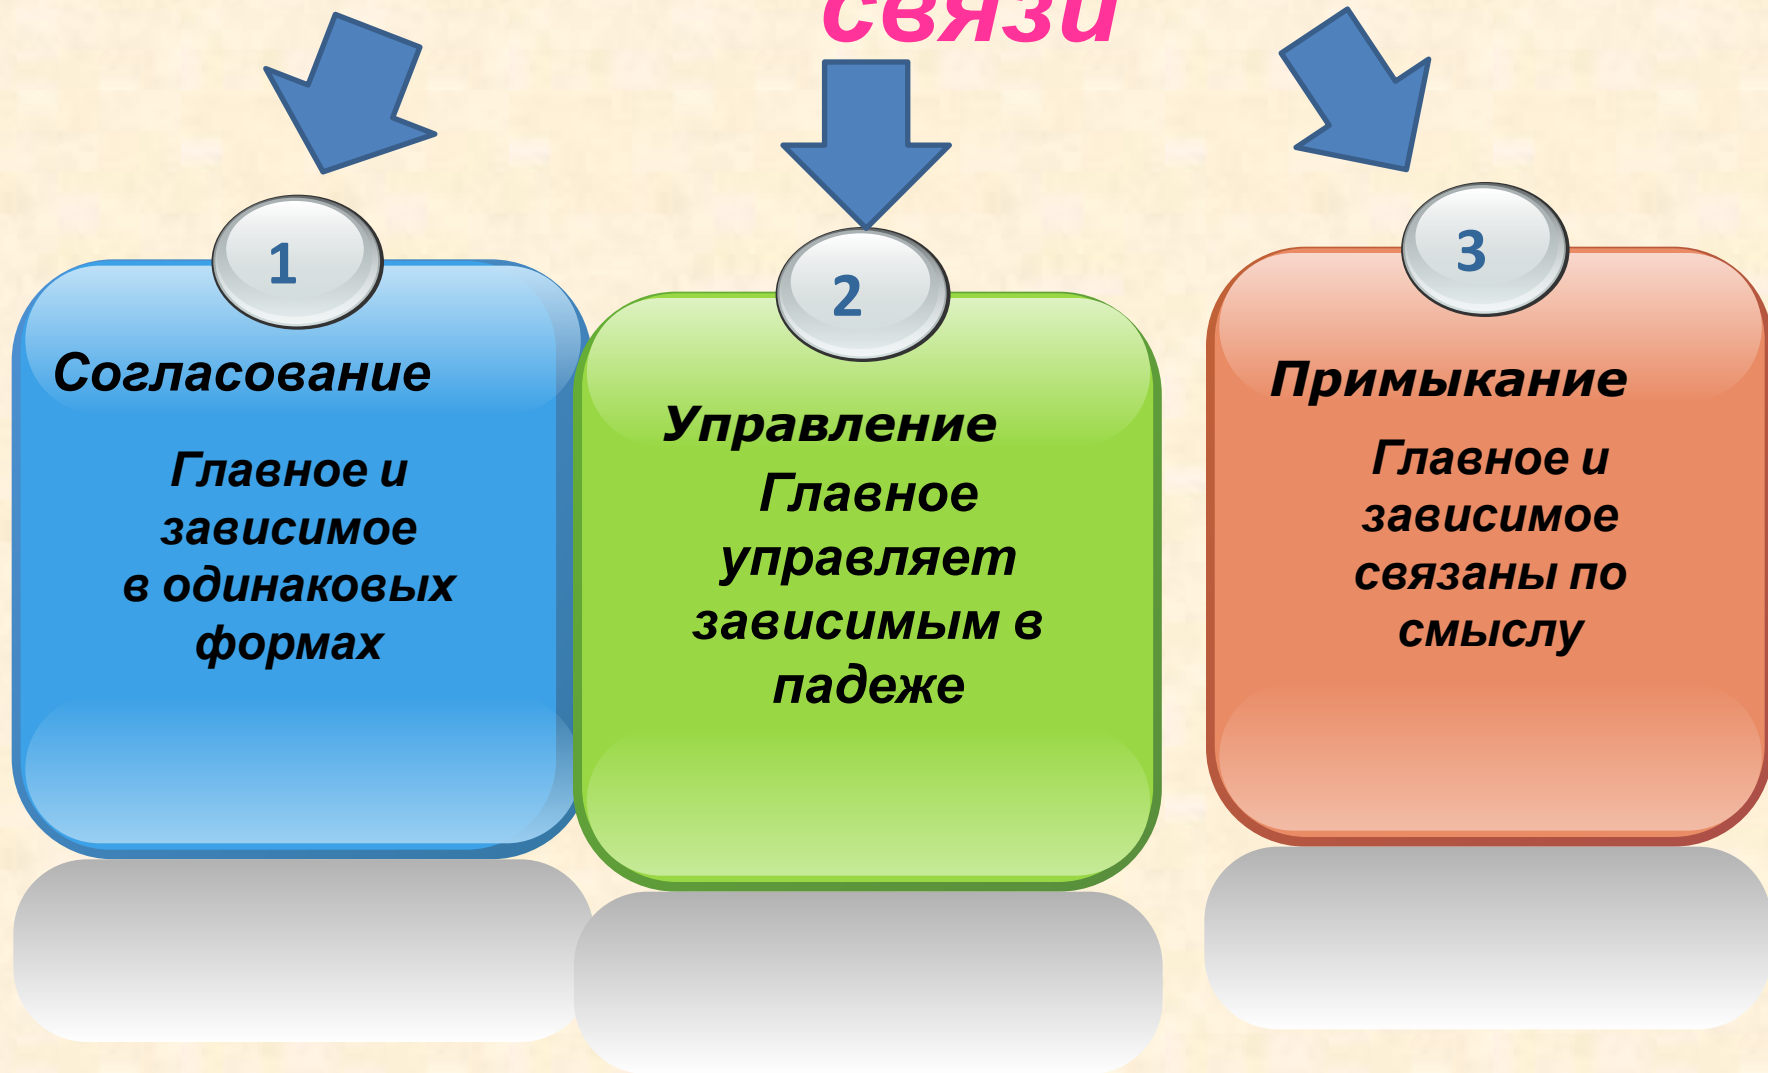 связи
1
Согласование
Главное и
зависимое
в одинаковых
формах
2
Управление
Главное
управляет
зависимым в
падеже
3
Примыкание
Главное и
зависимое
связаны по
смыслу